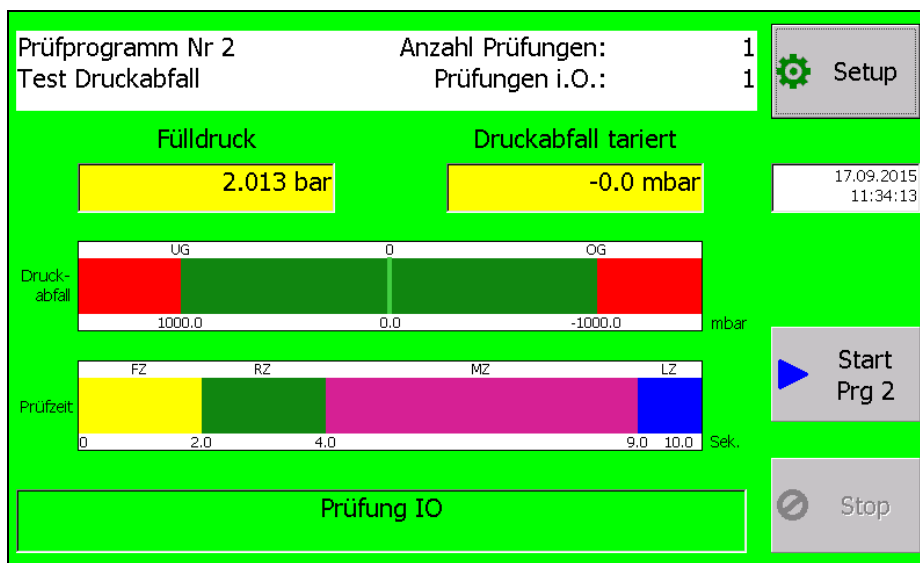 Prüfprogramm Nr 2 Anzahl Prüfungen: 1
Test Druckabfall Prüfungen i.O.: 1
Setup
Fülldruck Druckabfall tariert
2.013 bar -0.0 mbar
17.09.2015
11:34:13
UG 0 OG
Druck-
abfall
1000.0 0.0 -1000.0 mbar
FZ RZ MZ LZ
Prüfzeit
0 2.0 4.0 9.0 10.0 Sek.
Start
Prg 2
Prüfung IO
Stop